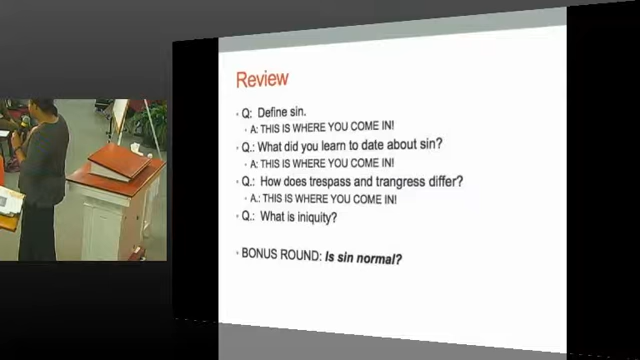 Review
• Q: Define sin.
• A: THIS IS WHERE YOU COME IN!
• Q.: What did you learn to date about sin?
• A: THIS IS WHERE YOU COME IN!
• Q.: How does trespass and trangress differ?
• A.: THIS IS WHERE YOU COME IN!
• Q.: What is iniquity?
• BONUS ROUND: Is sin normal?